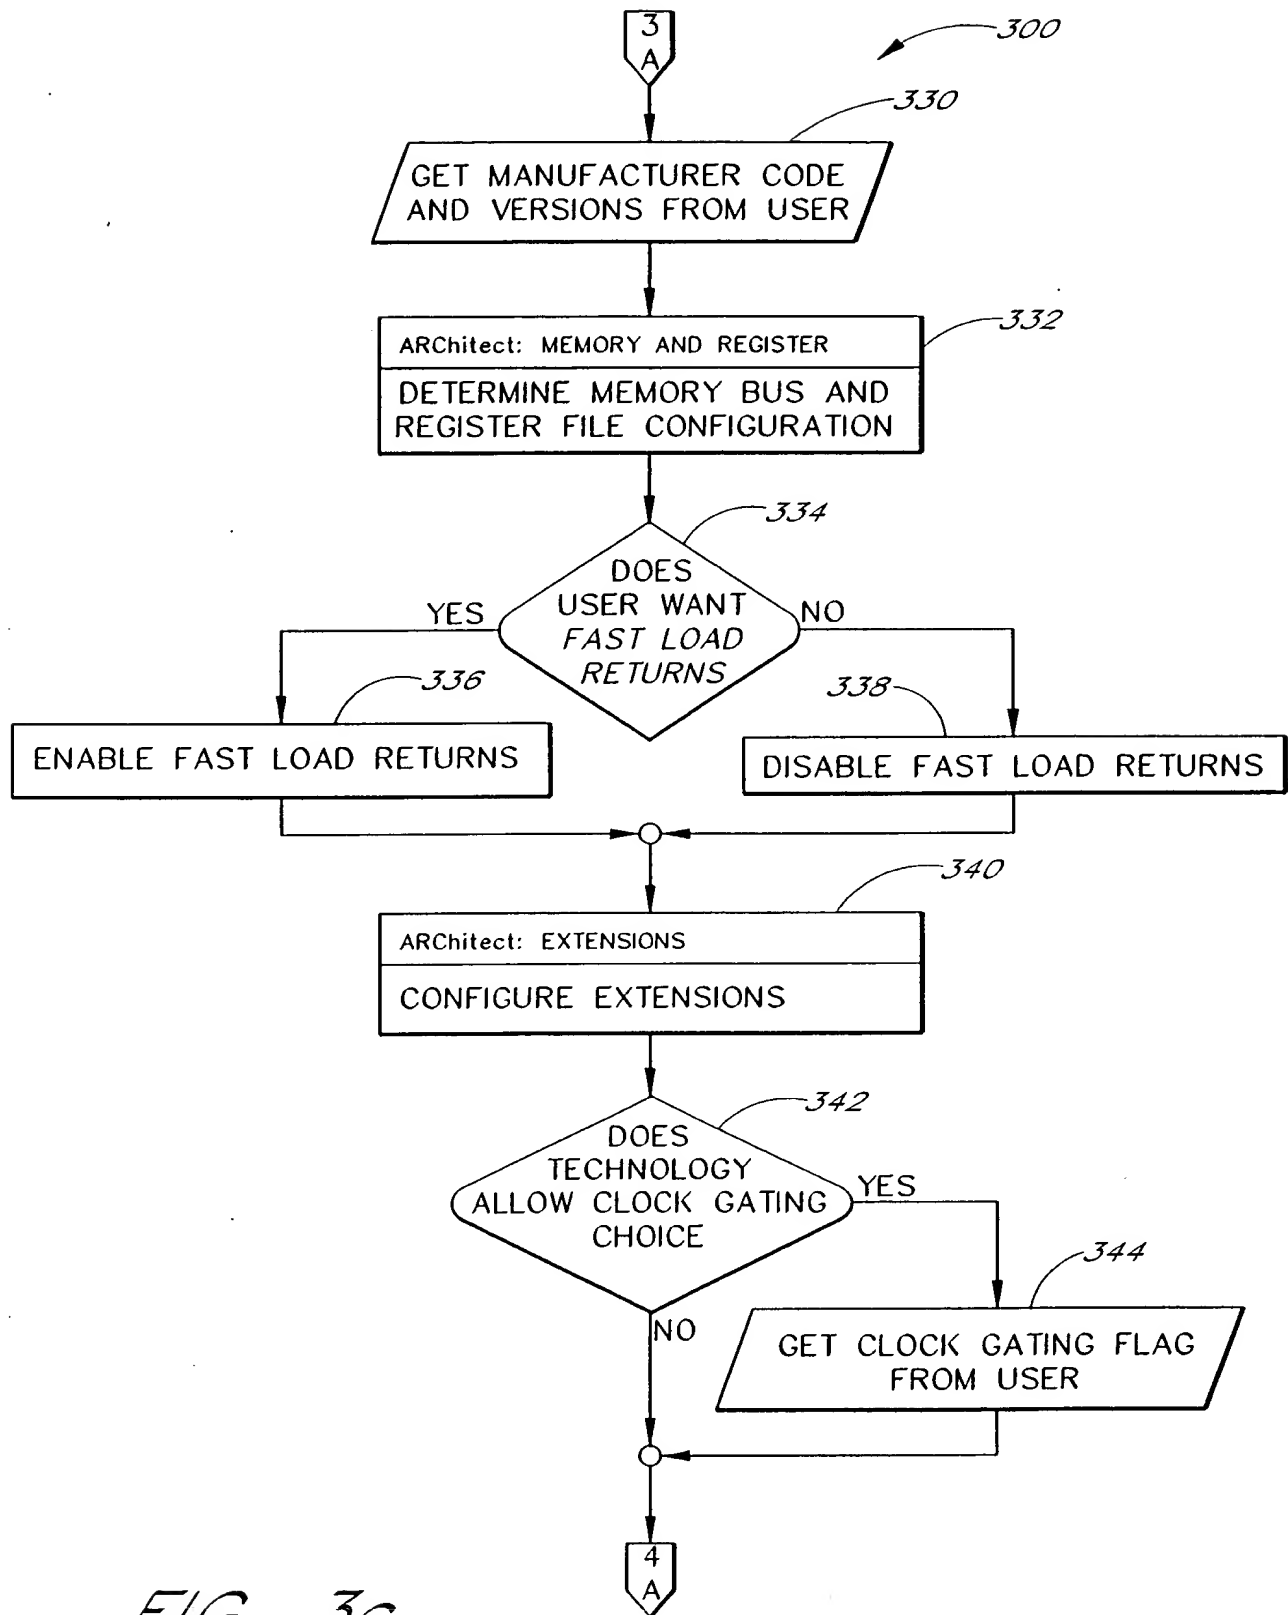 3
A
300
330
GET MANUFACTURER CODE
AND VERSIONS FROM USER
332
ARChitect: MEMORY AND REGISTER
DETERMINE MEMORY BUS AND
REGISTER FILE CONFIGURATION
334
DOES
USER WANT
FAST LOAD
RETURNS
YES
NO
336
338
ENABLE FAST LOAD RETURNS
DISABLE FAST LOAD RETURNS
340
ARChitect: EXTENSIONS
CONFIGURE EXTENSIONS
342
DOES
TECHNOLOGY
ALLOW CLOCK GATING
CHOICE
YES
NO
344
GET CLOCK GATING FLAG
FROM USER
4
A
FIG. 3c